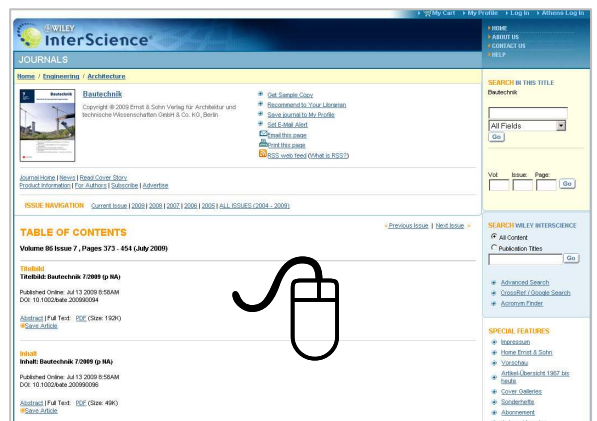 My Cart My Profile Log In Athens Log In
WILEY
InterScience
HOME
ABOUT US
CONTACT US
HELP
JOURNALS
Home / Engineering / Architecture
Bautechnik
Bautechnik
Copyright © 2009 Ernst & Sohn Verlag für Architektur und
technische Wissenschaften GmbH & Co. KG, Berlin
Get Sample Copy
Recommend to Your Librarian
Save journal to My Profile
Set E-Mail Alert
Email this page
Print this page
RSS web feed (What is RSS?)
Journal Home | News | Read Cover Story
Product Information | For Authors | Subscribe | Advertise
ISSUE NAVIGATION Current Issue | 2009 | 2008 | 2007 | 2006 | 2005 | ALL ISSUES (2004 - 2009)
< Previous Issue | Next Issue >
TABLE OF CONTENTS
Volume 86 Issue 7 , Pages 373 - 454 (July 2009)
Titelbild
Titelbild: Bautechnik 7/2009 (p NA)
Published Online: Jul 13 2009 8:58AM
DOI: 10.1002/bate.200990094
Abstract | Full Text: PDF (Size: 192K)
Save Article
Inhalt
Inhalt: Bautechnik 7/2009 (p NA)
Published Online: Jul 13 2009 8:58AM
DOI: 10.1002/bate.200990096
Abstract | Full Text: PDF (Size: 49K)
Save Article
SEARCH IN THIS TITLE
Bautechnik
All Fields
Go
Vol: Issue: Page:
Go
SEARCH WILEY INTERSCIENCE
All Content
Publication Titles
Go
Advanced Search
CrossRef / Google Search
Acronym Finder
SPECIAL FEATURES
Impressum
Home Ernst & Sohn
Vorschau
Artikel-Übersicht 1967 bis
heute
Cover Galleries
Sonderhefte
Abonnement